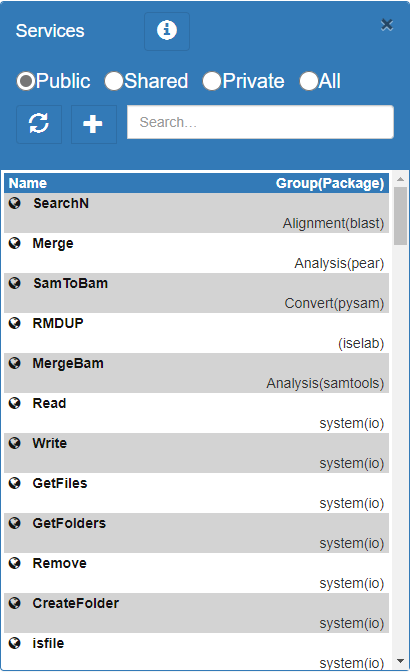 Services
Public Shared Private All
Search...
Name Group(Package)
SearchN
Alignment(blast)
Merge
Analysis(pear)
SamToBam
Convert(pysam)
RMDUP
(iselab)
MergeBam
Analysis(samtools)
Read
system(io)
Write
system(io)
GetFiles
system(io)
GetFolders
system(io)
Remove
system(io)
CreateFolder
system(io)
isfile
system(io)